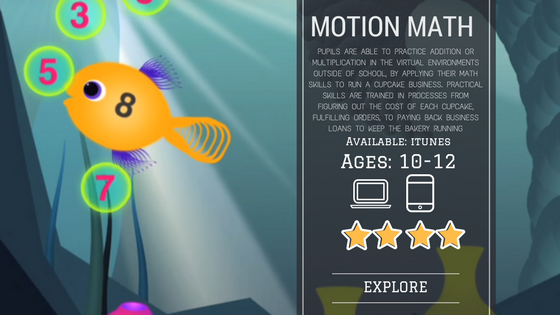 3
5
8
7
MOTION MATH
PUPILS ARE ABLE TO PRACTICE ADDITION OR
MULTIPLICATION IN THE VIRTUAL ENVIRONMENTS
OUTSIDE OF SCHOOL, BY APPLYING THEIR MATH
SKILLS TO RUN A CUPCAKE BUSINESS. PRACTICAL
SKILLS ARE TRAINED IN PROCESSES FROM
FIGURING OUT THE COST OF EACH CUPCAKE,
FULFILLING ORDERS, TO PAYING BACK BUSINESS
LOANS TO KEEP THE BAKERY RUNNING
AVAILABLE: ITUNES
AGES: 10-12
EXPLORE